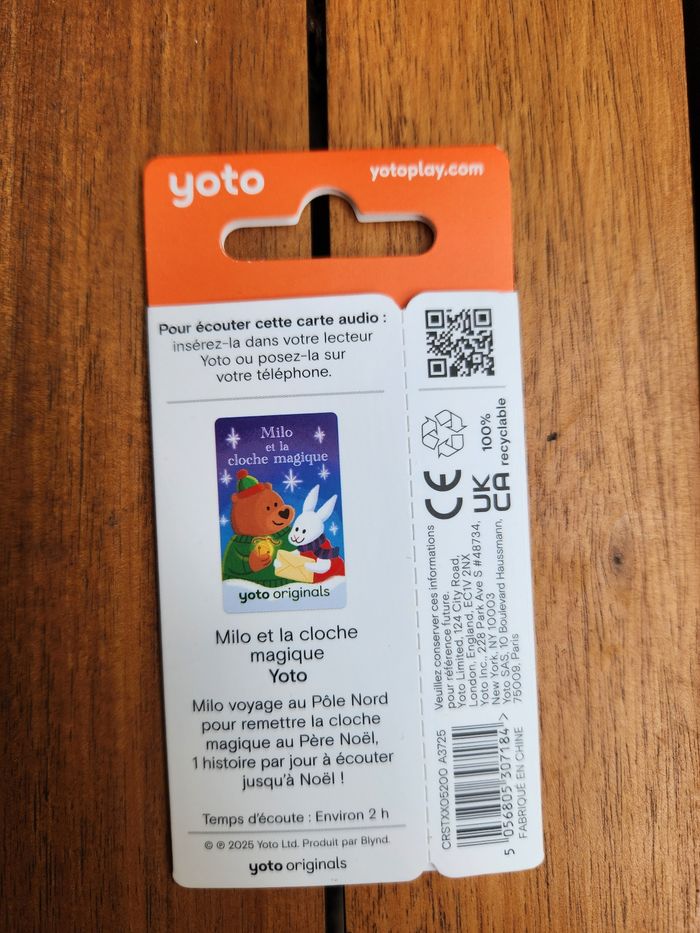 yoto
yotoplay.com
Pour écouter cette carte audio :
insérez-la dans votre lecteur
Yoto ou posez-la sur
votre téléphone.
Milo
et la
cloche magique
yoto originals
Milo et la cloche
magique
Yoto
Milo voyage au Pôle Nord
pour remettre la cloche
magique au Père Noël,
1 histoire par jour à écouter
jusqu'à Noël !
Temps d'écoute : Environ 2 h
© ℗ 2025 Yoto Ltd. Produit par Blynd.
yoto originals
100%
recyclable
CE
UK
CA
Veuillez conserver ces informations
pour référence future.
Yoto Limited, 124 City Road,
London, England, EC1V 2NX
Yoto Inc., 228 Park Ave S #48734,
New York, NY 10003
Yoto SAS, 10 Boulevard Haussmann,
75009, Paris
CRSTXX05200 A3725
5 056805 307184 >
FABRIQUÉ EN CHINE